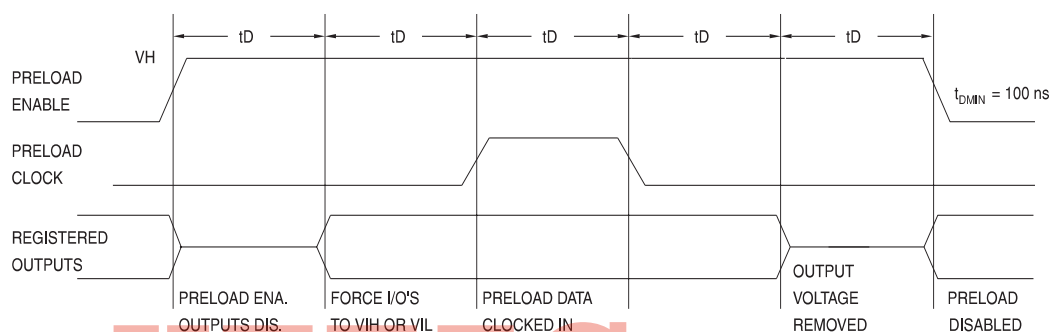 tD tD tD tD tD
VH
PRELOAD
ENABLE
t_DMIN = 100 ns
PRELOAD
CLOCK
REGISTERED
OUTPUTS
PRELOAD ENA.
OUTPUTS DIS.
FORCE I/O'S
TO VIH OR VIL
PRELOAD DATA
CLOCKED IN
OUTPUT
VOLTAGE
REMOVED
PRELOAD
DISABLED